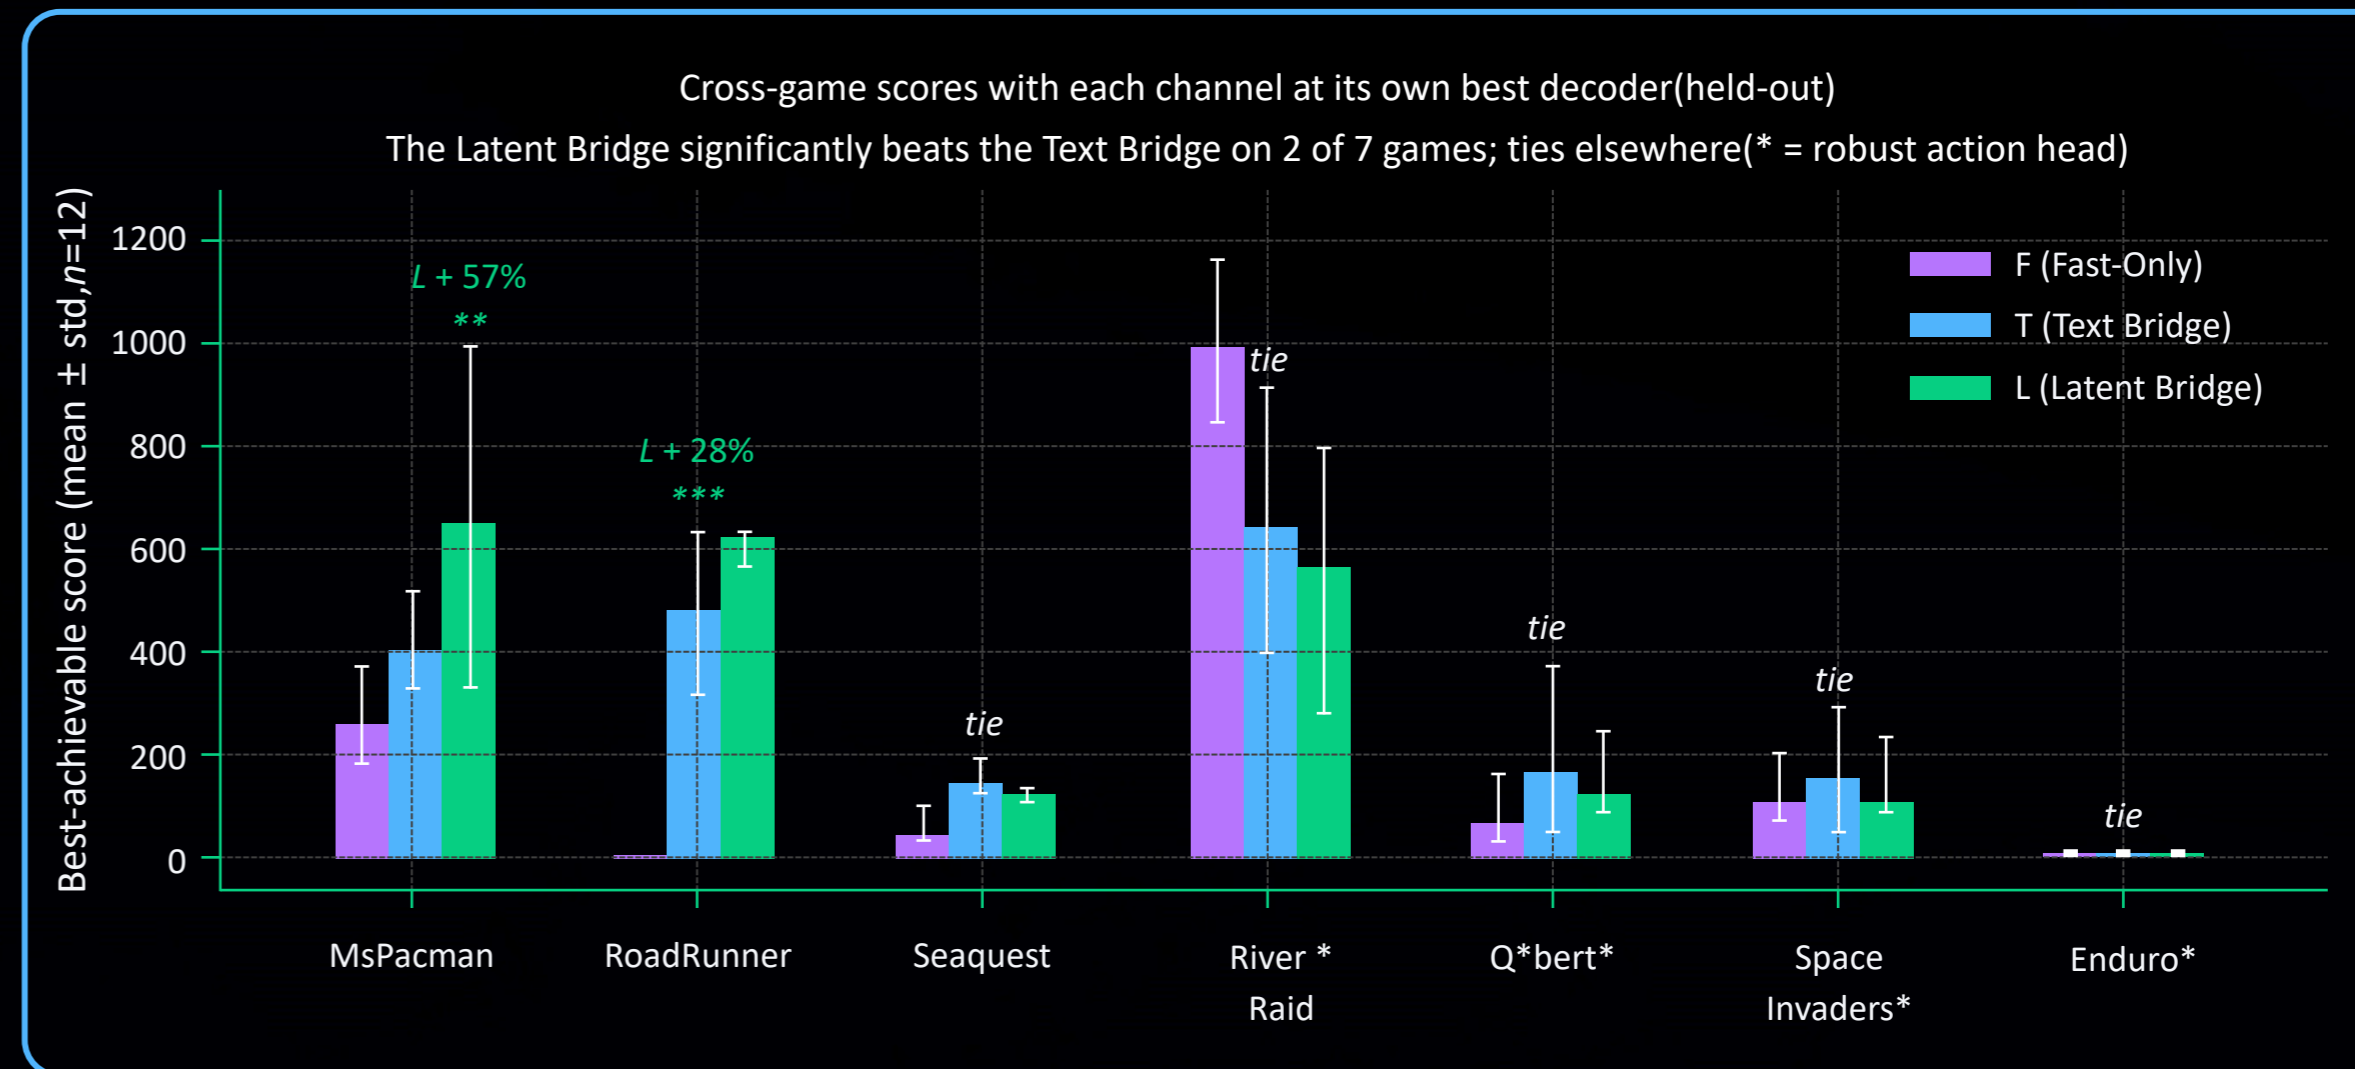 Cross-game scores with each channel at its own best decoder(held-out)
The Latent Bridge significantly beats the Text Bridge on 2 of 7 games; ties elsewhere(* = robust action head)
Best-achievable score (mean ± std,n=12)
1200
1000
800
600
400
200
0
L + 57%
**
L + 28%
***
tie
tie
tie
tie
tie
F (Fast-Only)
T (Text Bridge)
L (Latent Bridge)
MsPacman
RoadRunner
Seaquest
River *
Raid
Q*bert*
Space
Invaders*
Enduro*